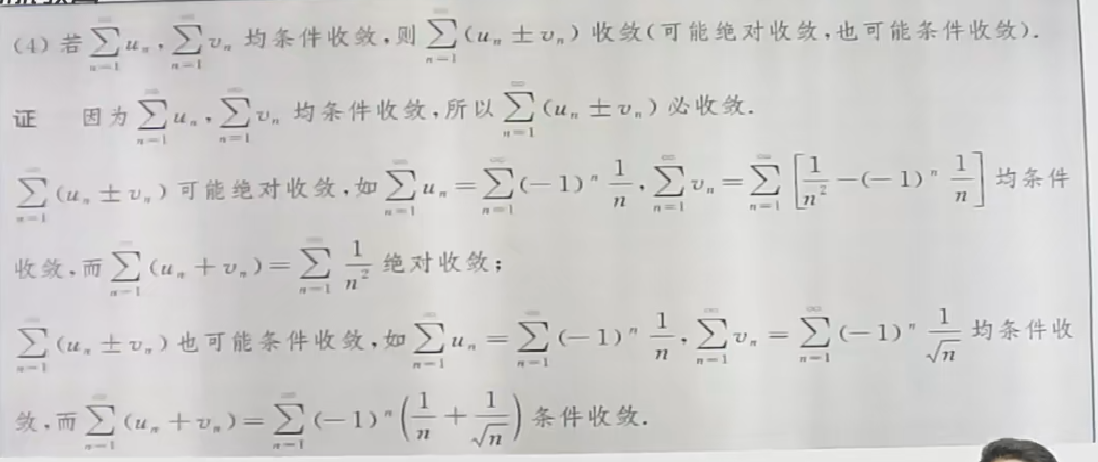 (4) 若 $\sum_{n=1}^{\infty} u_n, \sum_{n=1}^{\infty} v_n$ 均条件收敛,则 $\sum_{n=1}^{\infty} (u_n \pm v_n)$ 收敛(可能绝对收敛,也可能条件收敛).
证 因为 $\sum_{n=1}^{\infty} u_n, \sum_{n=1}^{\infty} v_n$ 均条件收敛,所以 $\sum_{n=1}^{\infty} (u_n \pm v_n)$ 必收敛.
$\sum_{n=1}^{\infty} (u_n \pm v_n)$ 可能绝对收敛,如 $\sum_{n=1}^{\infty} u_n = \sum_{n=1}^{\infty} (-1)^n \frac{1}{n}, \sum_{n=1}^{\infty} v_n = \sum_{n=1}^{\infty} \left[ \frac{1}{n^2} - (-1)^n \frac{1}{n} \right]$ 均条件
收敛,而 $\sum_{n=1}^{\infty} (u_n + v_n) = \sum_{n=1}^{\infty} \frac{1}{n^2}$ 绝对收敛;
$\sum_{n=1}^{\infty} (u_n \pm v_n)$ 也可能条件收敛,如 $\sum_{n=1}^{\infty} u_n = \sum_{n=1}^{\infty} (-1)^n \frac{1}{n}, \sum_{n=1}^{\infty} v_n = \sum_{n=1}^{\infty} (-1)^n \frac{1}{\sqrt{n}}$ 均条件收
敛,而 $\sum_{n=1}^{\infty} (u_n + v_n) = \sum_{n=1}^{\infty} (-1)^n \left( \frac{1}{n} + \frac{1}{\sqrt{n}} \right)$ 条件收敛.